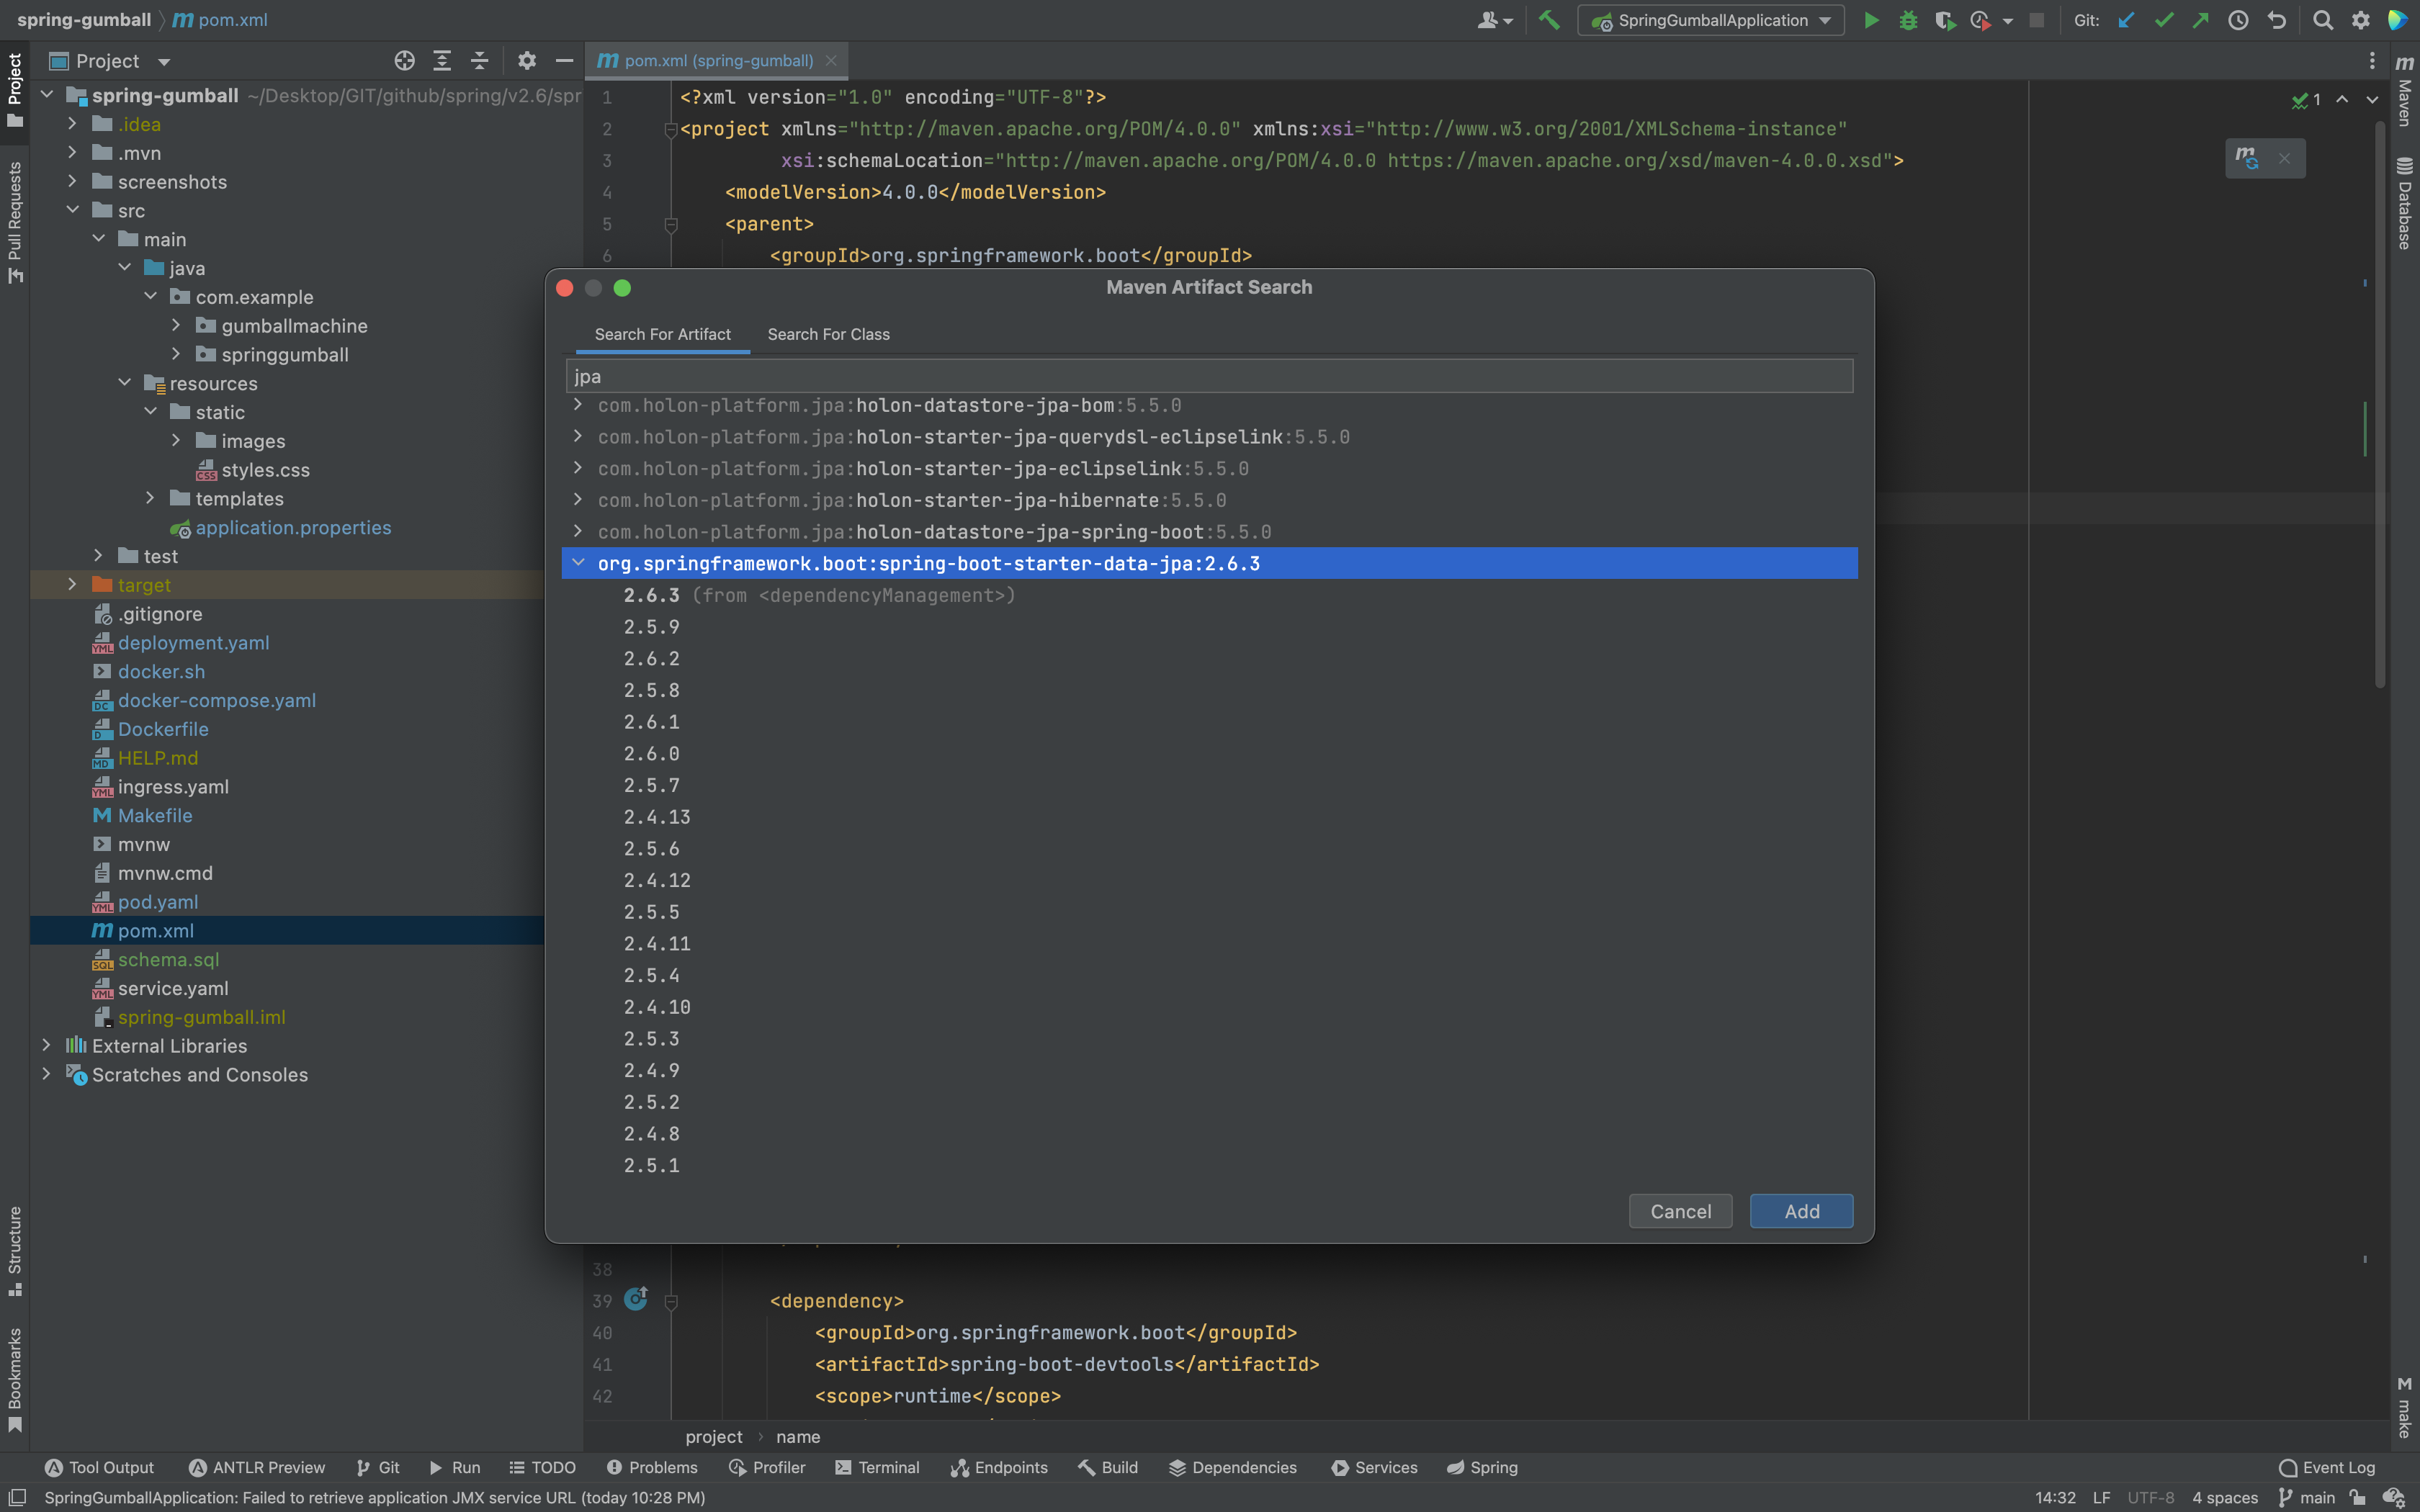 spring-gumball pom.xml
SpringGumballApplication
Git:
Project
pom.xml (spring-gumball)
Project
Pull Requests
Structure
Bookmarks
spring-gumball ~/Desktop/GIT/github/spring/v2.6/spr
.idea
.mvn
screenshots
src
main
java
com.example
gumballmachine
springgumball
resources
static
images
styles.css
templates
application.properties
test
target
.gitignore
deployment.yaml
docker.sh
docker-compose.yaml
Dockerfile
HELP.md
ingress.yaml
Makefile
mvnw
mvnw.cmd
pod.yaml
pom.xml
schema.sql
service.yaml
spring-gumball.iml
External Libraries
Scratches and Consoles
1 <?xml version="1.0" encoding="UTF-8"?>
2 <project xmlns="http://maven.apache.org/POM/4.0.0" xmlns:xsi="http://www.w3.org/2001/XMLSchema-instance"
3 xsi:schemaLocation="http://maven.apache.org/POM/4.0.0 https://maven.apache.org/xsd/maven-4.0.0.xsd">
4 <modelVersion>4.0.0</modelVersion>
5 <parent>
6 <groupId>org.springframework.boot</groupId>
1
Maven
Database
make
Maven Artifact Search
Search For Artifact Search For Class
jpa
com.holon-platform.jpa:holon-datastore-jpa-bom:5.5.0
com.holon-platform.jpa:holon-starter-jpa-querydsl-eclipselink:5.5.0
com.holon-platform.jpa:holon-starter-jpa-eclipselink:5.5.0
com.holon-platform.jpa:holon-starter-jpa-hibernate:5.5.0
com.holon-platform.jpa:holon-datastore-jpa-spring-boot:5.5.0
org.springframework.boot:spring-boot-starter-data-jpa:2.6.3
2.6.3 (from <dependencyManagement>)
2.5.9
2.6.2
2.5.8
2.6.1
2.6.0
2.5.7
2.4.13
2.5.6
2.4.12
2.5.5
2.4.11
2.5.4
2.4.10
2.5.3
2.4.9
2.5.2
2.4.8
2.5.1
Cancel Add
38
39 <dependency>
40 <groupId>org.springframework.boot</groupId>
41 <artifactId>spring-boot-devtools</artifactId>
42 <scope>runtime</scope>
project name
Tool Output ANTLR Preview Git Run TODO Problems Profiler Terminal Endpoints Build Dependencies Services Spring Event Log
SpringGumballApplication: Failed to retrieve application JMX service URL (today 10:28 PM) 14:32 LF UTF-8 4 spaces main